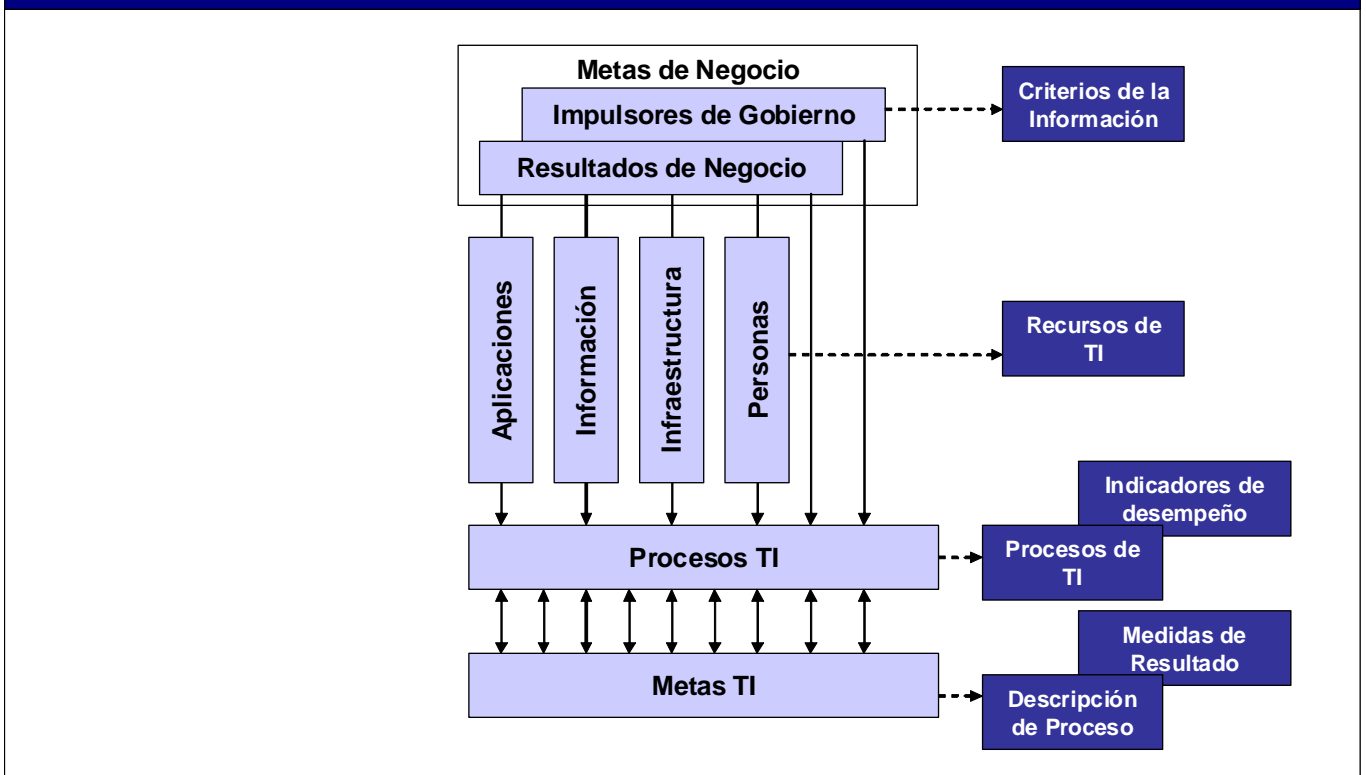 Metas de Negocio
Impulsores de Gobierno
Resultados de Negocio
Criterios de la
Información
Aplicaciones
Información
Infraestructura
Personas
Recursos de
TI
Indicadores de
desempeño
Procesos TI
Procesos de
TI
Medidas de
Resultado
Metas TI
Descripción
de Proceso